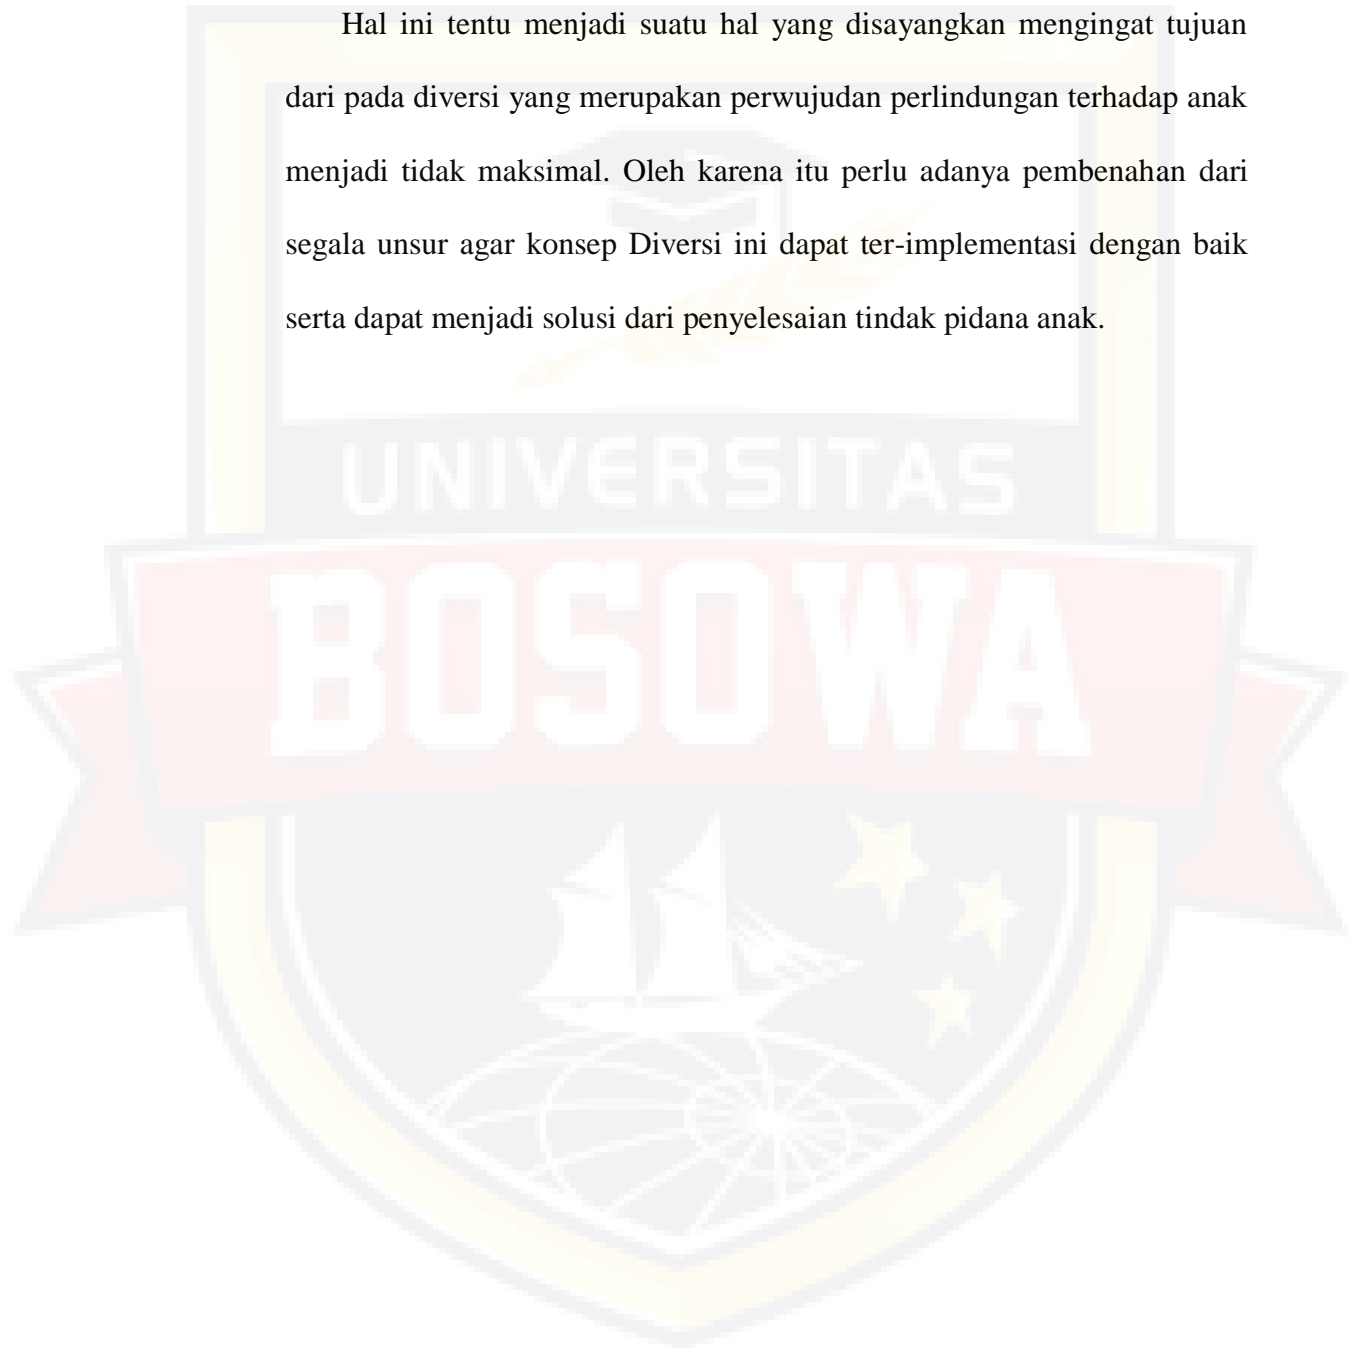 Hal ini tentu menjadi suatu hal yang disayangkan mengingat tujuan
dari pada diversi yang merupakan perwujudan perlindungan terhadap anak
menjadi tidak maksimal. Oleh karena itu perlu adanya pembenahan dari
segala unsur agar konsep Diversi ini dapat ter-implementasi dengan baik
serta dapat menjadi solusi dari penyelesaian tindak pidana anak.
UNIVERSITAS
BOSOWA